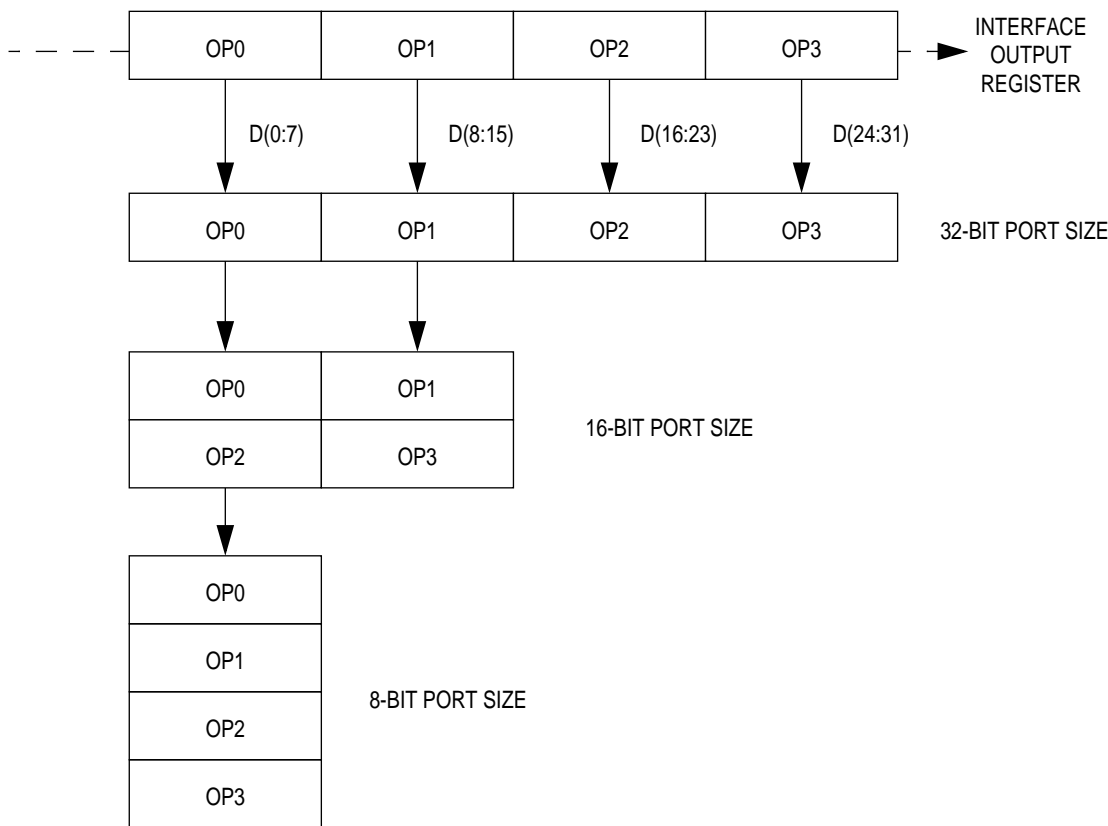 OP0 OP1 OP2 OP3
INTERFACE
OUTPUT
REGISTER
D(0:7) D(8:15) D(16:23) D(24:31)
OP0 OP1 OP2 OP3 32-BIT PORT SIZE
OP0 OP1
16-BIT PORT SIZE
OP2 OP3
OP0
OP1
8-BIT PORT SIZE
OP2
OP3